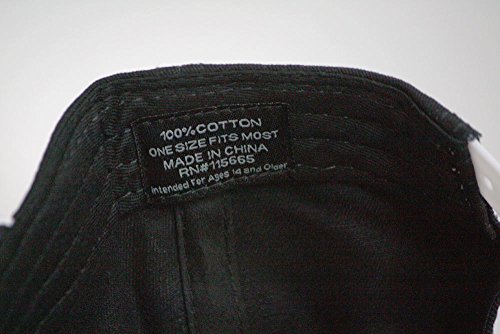 100% COTTON
ONE SIZE FITS MOST
MADE IN CHINA
RN#115665
Intended For Ages 14 and Older